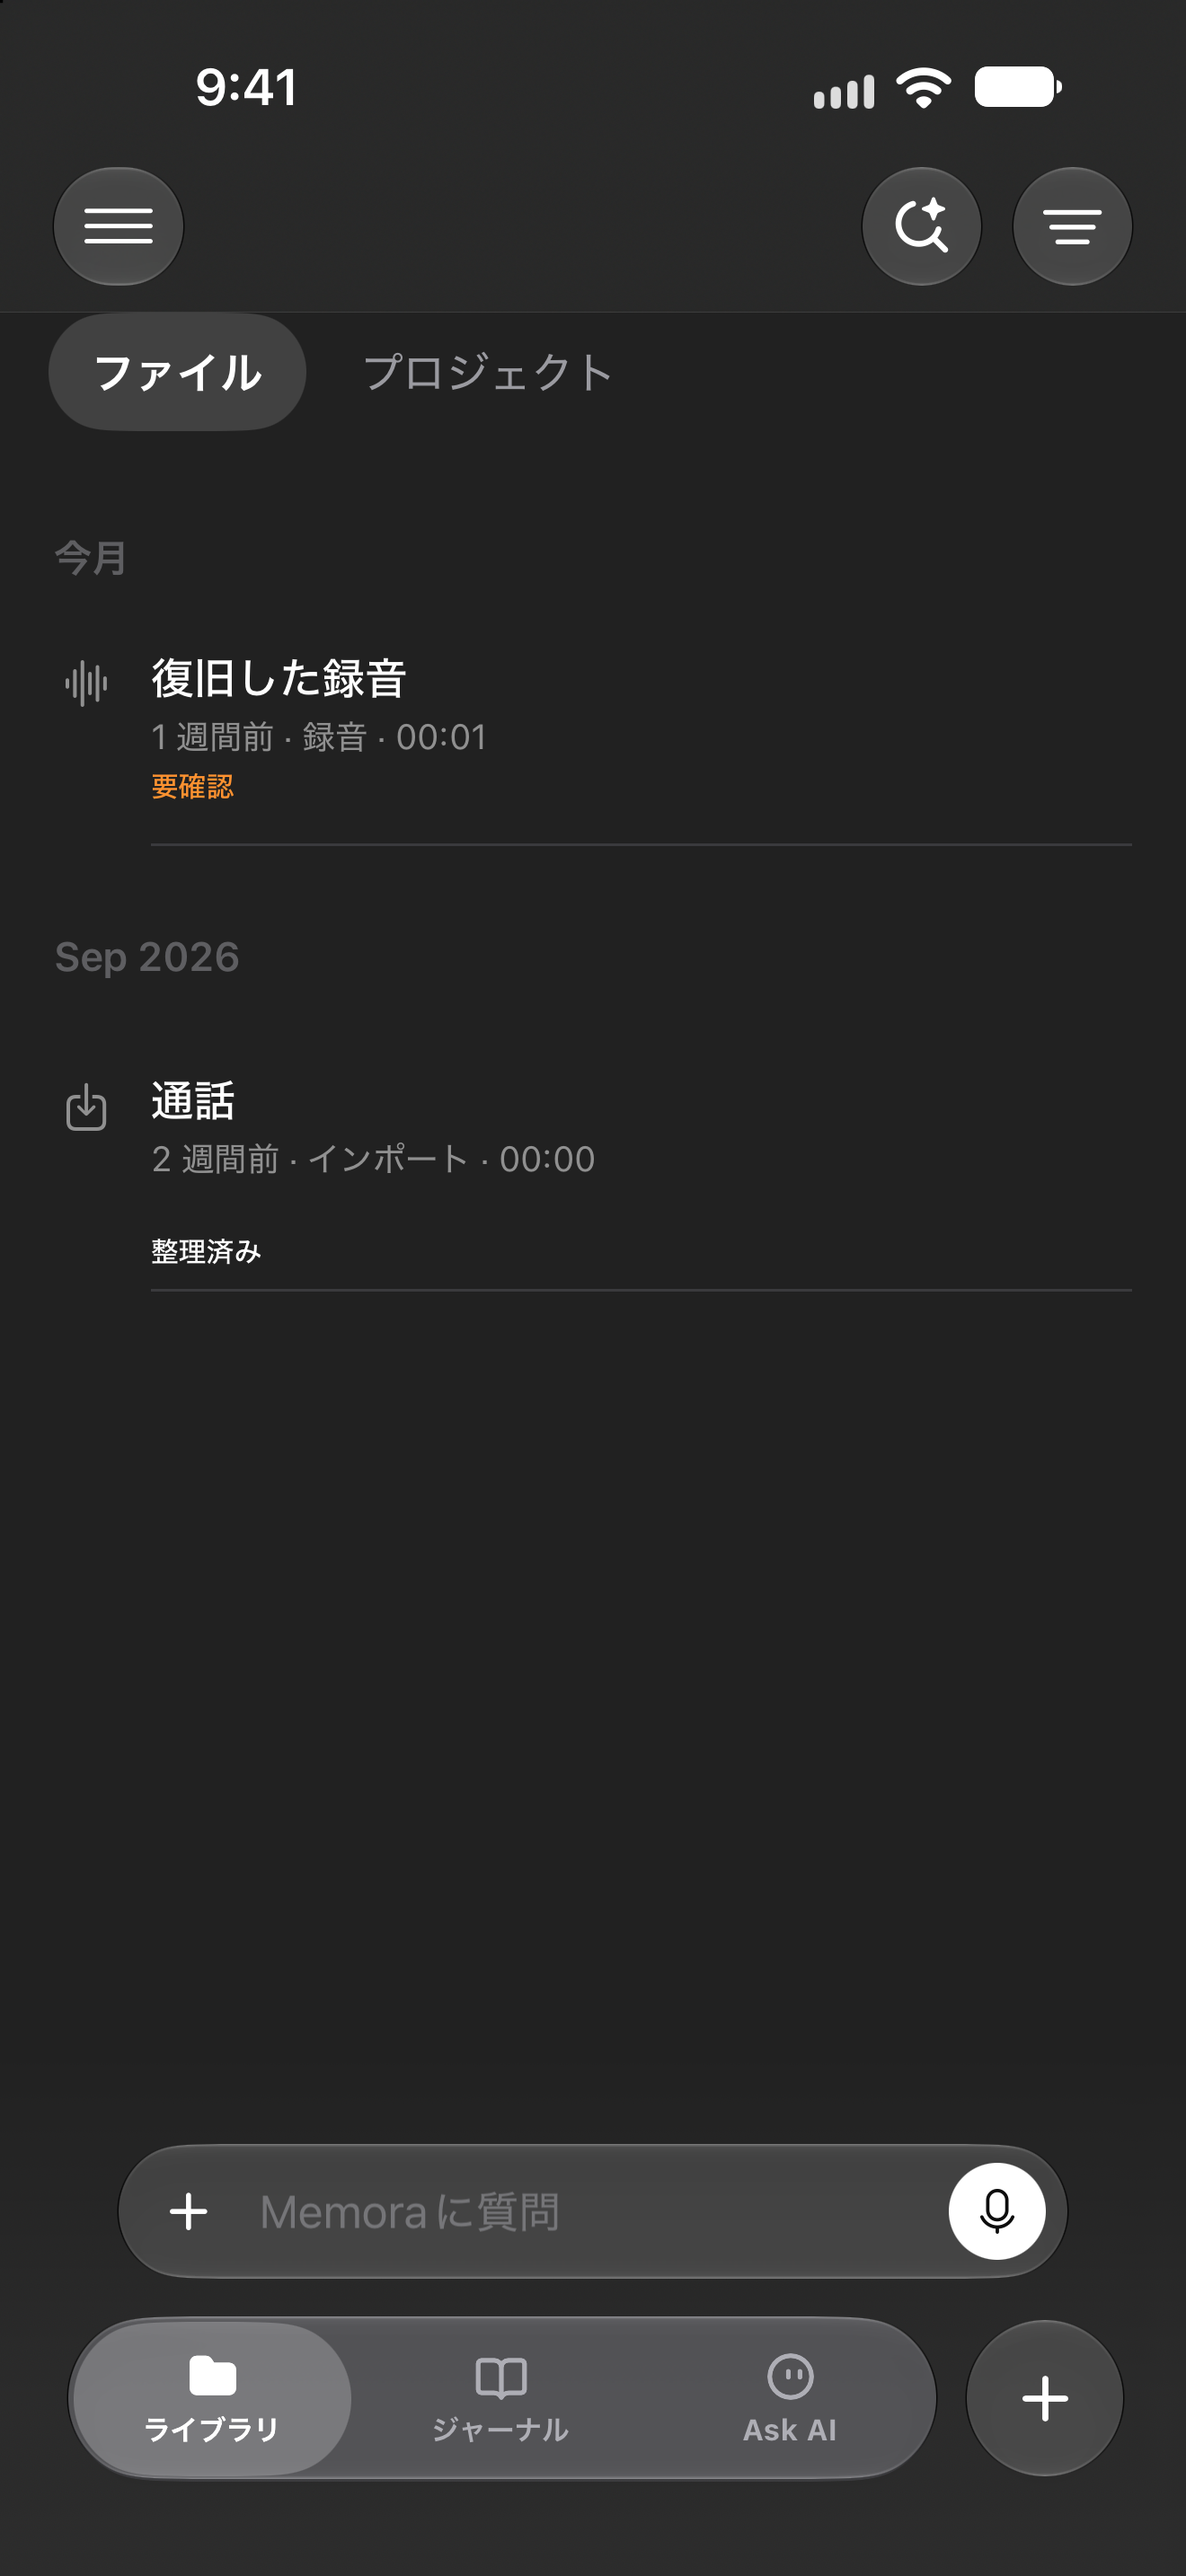 9:41
ファイル
プロジェクト
今月
復旧した録音
1 週間前 · 録音 · 00:01
要確認
Sep 2026
通話
2 週間前 · インポート · 00:00
整理済み
Memoraに質問
ライブラリ
ジャーナル
Ask AI